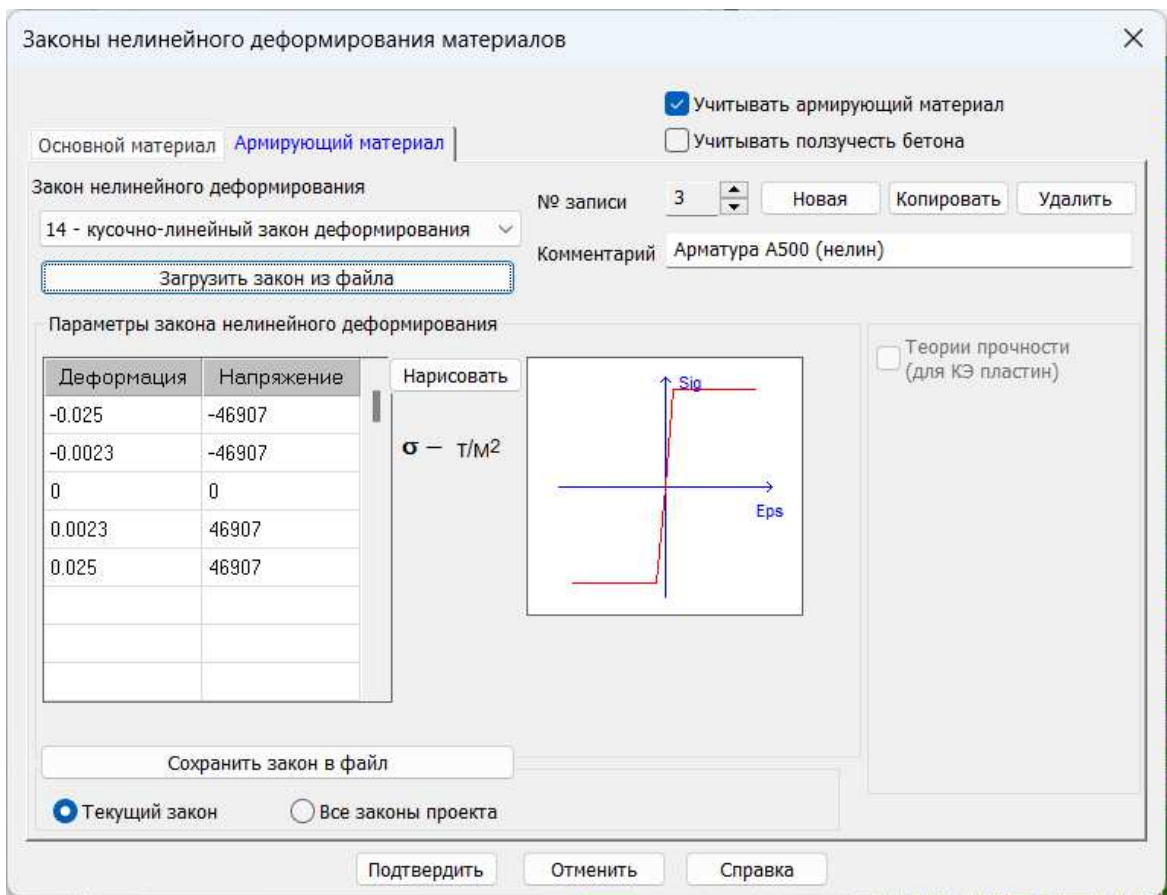 Законы нелинейного деформирования материалов
Учитывать армирующий материал
Учитывать ползучесть бетона
Основной материал Армирующий материал
Закон нелинейного деформирования
14 - кусочно-линейный закон деформирования
Загрузить закон из файла
№ записи 3 Новая Копировать Удалить
Комментарий Арматура А500 (нелин)
Параметры закона нелинейного деформирования
Деформация Напряжение
-0.025 -46907
-0.0023 -46907
0 0
0.0023 46907
0.025 46907
Нарисовать
σ – т/м²
Sig
Eps
Теории прочности
(для КЭ пластин)
Сохранить закон в файл
Текущий закон Все законы проекта
Подтвердить Отменить Справка